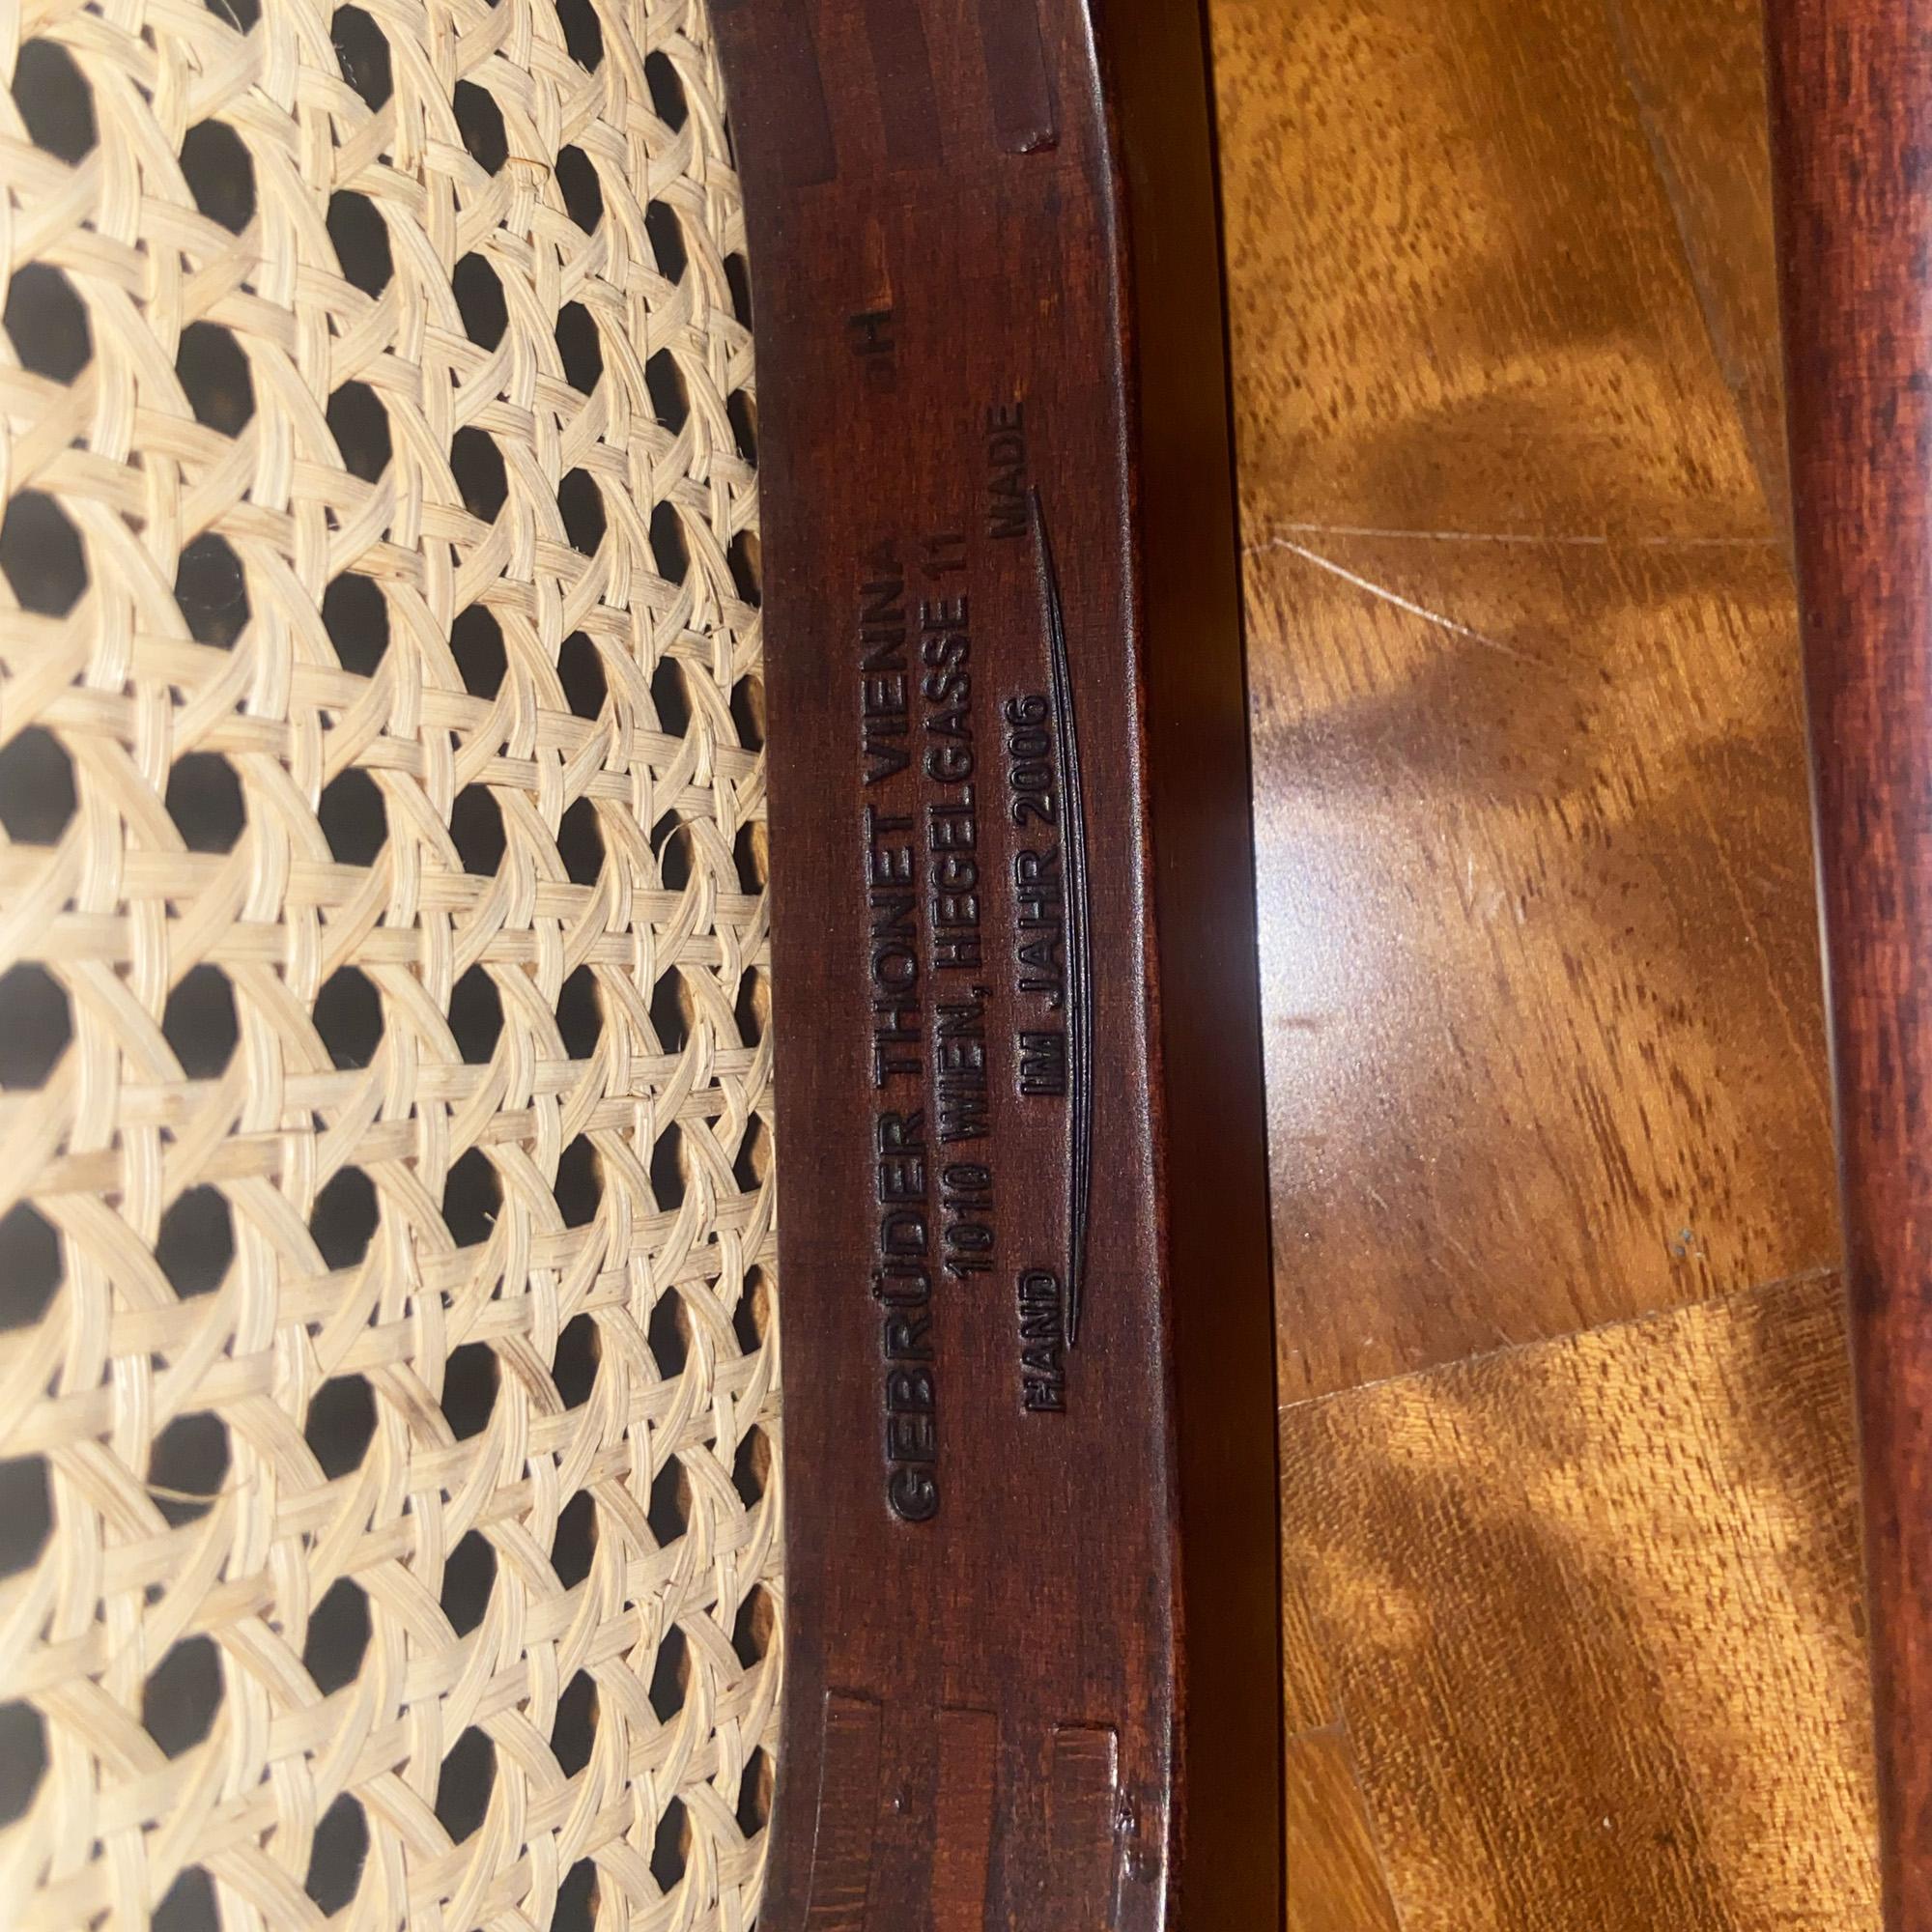 GEBRÜDER THONET VIENNA
1010 WIEN, HEGELGASSE 11
HAND IM JAHR 2006 MADE